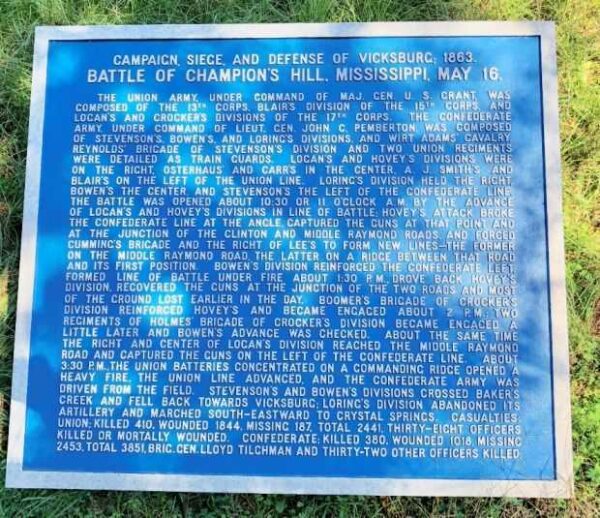 CAMPAIGN, SIEGE, AND DEFENSE OF VICKSBURG, 1863.
BATTLE OF CHAMPION'S HILL, MISSISSIPPI, MAY 16.
THE UNION ARMY, UNDER COMMAND OF MAJ. GEN. U. S. GRANT, WAS
COMPOSED OF THE 13TH CORPS, BLAIR'S DIVISION OF THE 15TH CORPS, AND
LOGAN'S AND CROCKER'S DIVISIONS OF THE 17TH CORPS. THE CONFEDERATE
ARMY, UNDER COMMAND OF LIEUT. GEN. JOHN C. PEMBERTON, WAS COMPOSED
OF STEVENSON'S, BOWEN'S, AND LORING'S DIVISIONS, AND WIRT ADAMS' CAVALRY.
REYNOLDS' BRIGADE OF STEVENSON'S DIVISION AND TWO UNION REGIMENTS
WERE DETAILED AS TRAIN GUARDS. LOGAN'S AND HOVEY'S DIVISIONS WERE
ON THE RIGHT, OSTERHAUS' AND CARR'S IN THE CENTER, A. J. SMITH'S AND
BLAIR'S ON THE LEFT OF THE UNION LINE. LORING'S DIVISION HELD THE RIGHT,
BOWEN'S THE CENTER AND STEVENSON'S THE LEFT OF THE CONFEDERATE LINE.
THE BATTLE WAS OPENED ABOUT 10:30 OR 11 O'CLOCK A.M. BY THE ADVANCE
OF LOGAN'S AND HOVEY'S DIVISIONS IN LINE OF BATTLE; HOVEY'S ATTACK BROKE
THE CONFEDERATE LINE AT THE ANGLE, CAPTURED THE GUNS AT THAT POINT AND
AT THE JUNCTION OF THE CLINTON AND MIDDLE RAYMOND ROADS AND FORCED
CUMMING'S BRIGADE AND THE RIGHT OF LEE'S TO FORM NEW LINES—THE FORMER
ON THE MIDDLE RAYMOND ROAD, THE LATTER ON A RIDGE BETWEEN THAT ROAD
AND ITS FIRST POSITION. BOWEN'S DIVISION REINFORCED THE CONFEDERATE LEFT,
FORMED LINE OF BATTLE UNDER FIRE ABOUT 1:30 P.M., DROVE BACK HOVEY'S
DIVISION, RECOVERED THE GUNS AT THE JUNCTION OF THE TWO ROADS AND MOST
OF THE GROUND LOST EARLIER IN THE DAY. BOOMER'S BRIGADE OF CROCKER'S
DIVISION REINFORCED HOVEY'S AND BECAME ENGAGED ABOUT 2 P.M.; TWO
REGIMENTS OF HOLMES' BRIGADE OF CROCKER'S DIVISION BECAME ENGAGED A
LITTLE LATER AND BOWEN'S ADVANCE WAS CHECKED. ABOUT THE SAME TIME
THE RIGHT AND CENTER OF LOGAN'S DIVISION REACHED THE MIDDLE RAYMOND
ROAD AND CAPTURED THE GUNS ON THE LEFT OF THE CONFEDERATE LINE. ABOUT
3:30 P.M., THE UNION BATTERIES CONCENTRATED ON A COMMANDING RIDGE OPENED A
HEAVY FIRE, THE UNION LINE ADVANCED, AND THE CONFEDERATE ARMY WAS
DRIVEN FROM THE FIELD. STEVENSON'S AND BOWEN'S DIVISIONS CROSSED BAKER'S
CREEK AND FELL BACK TOWARDS VICKSBURG; LORING'S DIVISION ABANDONED ITS
ARTILLERY AND MARCHED SOUTH-EASTWARD TO CRYSTAL SPRINGS. CASUALTIES:
UNION; KILLED 410, WOUNDED 1844, MISSING 187, TOTAL 2441, THIRTY-EIGHT OFFICERS
KILLED OR MORTALLY WOUNDED. CONFEDERATE; KILLED 380, WOUNDED 1018, MISSING
2453, TOTAL 3851, BRIG. GEN. LLOYD TILGHMAN AND THIRTY-TWO OTHER OFFICERS KILLED.